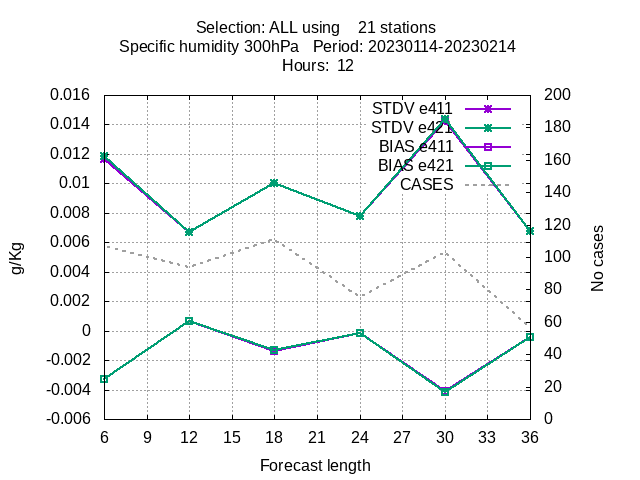 Selection: ALL using    21 stations
Specific humidity 300hPa   Period: 20230114-20230214
Hours:  12
0.016
0.014
0.012
0.01
0.008
0.006
0.004
0.002
0
-0.002
-0.004
-0.006
g/Kg
STDV e411
STDV e421
BIAS e411
BIAS e421
CASES
200
180
160
140
120
100
80
60
40
20
0
No cases
6 9 12 15 18 21 24 27 30 33 36
Forecast length